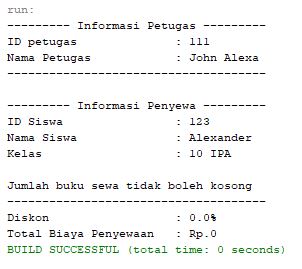 run:
--------- Informasi Petugas ---------
ID petugas : 111
Nama Petugas : John Alexa
-------------------------------------
--------- Informasi Penyewa ---------
ID Siswa : 123
Nama Siswa : Alexander
Kelas : 10 IPA
Jumlah buku sewa tidak boleh kosong
-------------------------------------
Diskon : 0.0%
Total Biaya Penyewaan : Rp.0
BUILD SUCCESSFUL (total time: 0 seconds)